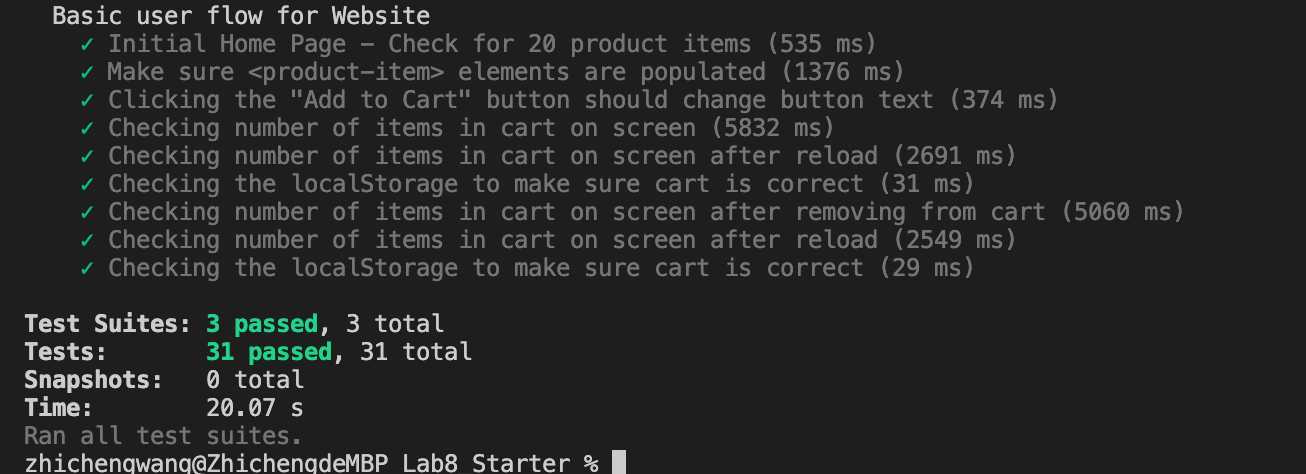 Basic user flow for Website
✓ Initial Home Page – Check for 20 product items (535 ms)
✓ Make sure <product-item> elements are populated (1376 ms)
✓ Clicking the "Add to Cart" button should change button text (374 ms)
✓ Checking number of items in cart on screen (5832 ms)
✓ Checking number of items in cart on screen after reload (2691 ms)
✓ Checking the localStorage to make sure cart is correct (31 ms)
✓ Checking number of items in cart on screen after removing from cart (5060 ms)
✓ Checking number of items in cart on screen after reload (2549 ms)
✓ Checking the localStorage to make sure cart is correct (29 ms)
Test Suites: 3 passed, 3 total
Tests: 31 passed, 31 total
Snapshots: 0 total
Time: 20.07 s
Ran all test suites.
zhichengwang@ZhichengdeMBP Lab8_Starter %